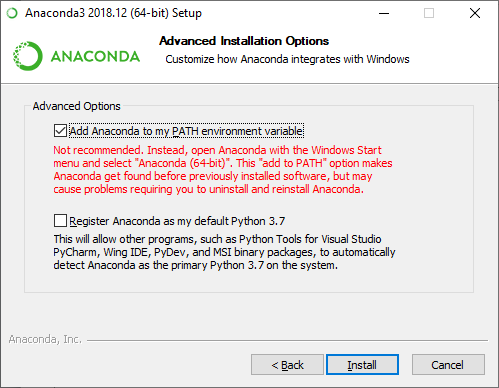 Anaconda3 2018.12 (64-bit) Setup
ANACONDA
Advanced Installation Options
Customize how Anaconda integrates with Windows
Advanced Options
Add Anaconda to my PATH environment variable
Not recommended. Instead, open Anaconda with the Windows Start
menu and select "Anaconda (64-bit)". This "add to PATH" option makes
Anaconda get found before previously installed software, but may
cause problems requiring you to uninstall and reinstall Anaconda.
Register Anaconda as my default Python 3.7
This will allow other programs, such as Python Tools for Visual Studio
PyCharm, Wing IDE, PyDev, and MSI binary packages, to automatically
detect Anaconda as the primary Python 3.7 on the system.
Anaconda, Inc.
< Back
Install
Cancel